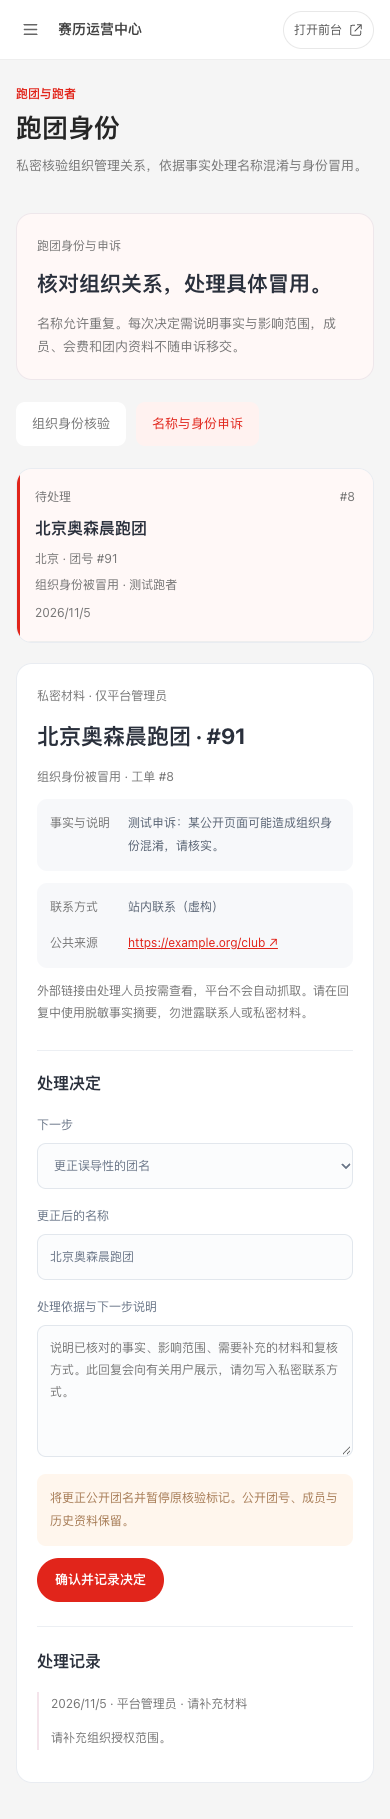 赛历运营中心
打开前台
跑团与跑者
跑团身份
私密核验组织管理关系，依据事实处理名称混淆与身份冒用。
跑团身份与申诉
核对组织关系，处理具体冒用。
名称允许重复。每次决定需说明事实与影响范围，成
员、会费和团内资料不随申诉移交。
组织身份核验
名称与身份申诉
待处理 #8
北京奥森晨跑团
北京 · 团号 #91
组织身份被冒用 · 测试跑者
2026/11/5
私密材料 · 仅平台管理员
北京奥森晨跑团 · #91
组织身份被冒用 · 工单 #8
事实与说明 测试申诉：某公开页面可能造成组织身
份混淆，请核实。
联系方式 站内联系（虚构）
公共来源 https://example.org/club ↗
外部链接由处理人员按需查看，平台不会自动抓取。请在回
复中使用脱敏事实摘要，勿泄露联系人或私密材料。
处理决定
下一步
更正误导性的团名
更正后的名称
北京奥森晨跑团
处理依据与下一步说明
说明已核对的事实、影响范围、需要补充的材料和复核
方式。此回复会向有关用户展示，请勿写入私密联系方
式。
将更正公开团名并暂停原核验标记。公开团号、成员与
历史资料保留。
确认并记录决定
处理记录
2026/11/5 · 平台管理员 · 请补充材料
请补充组织授权范围。